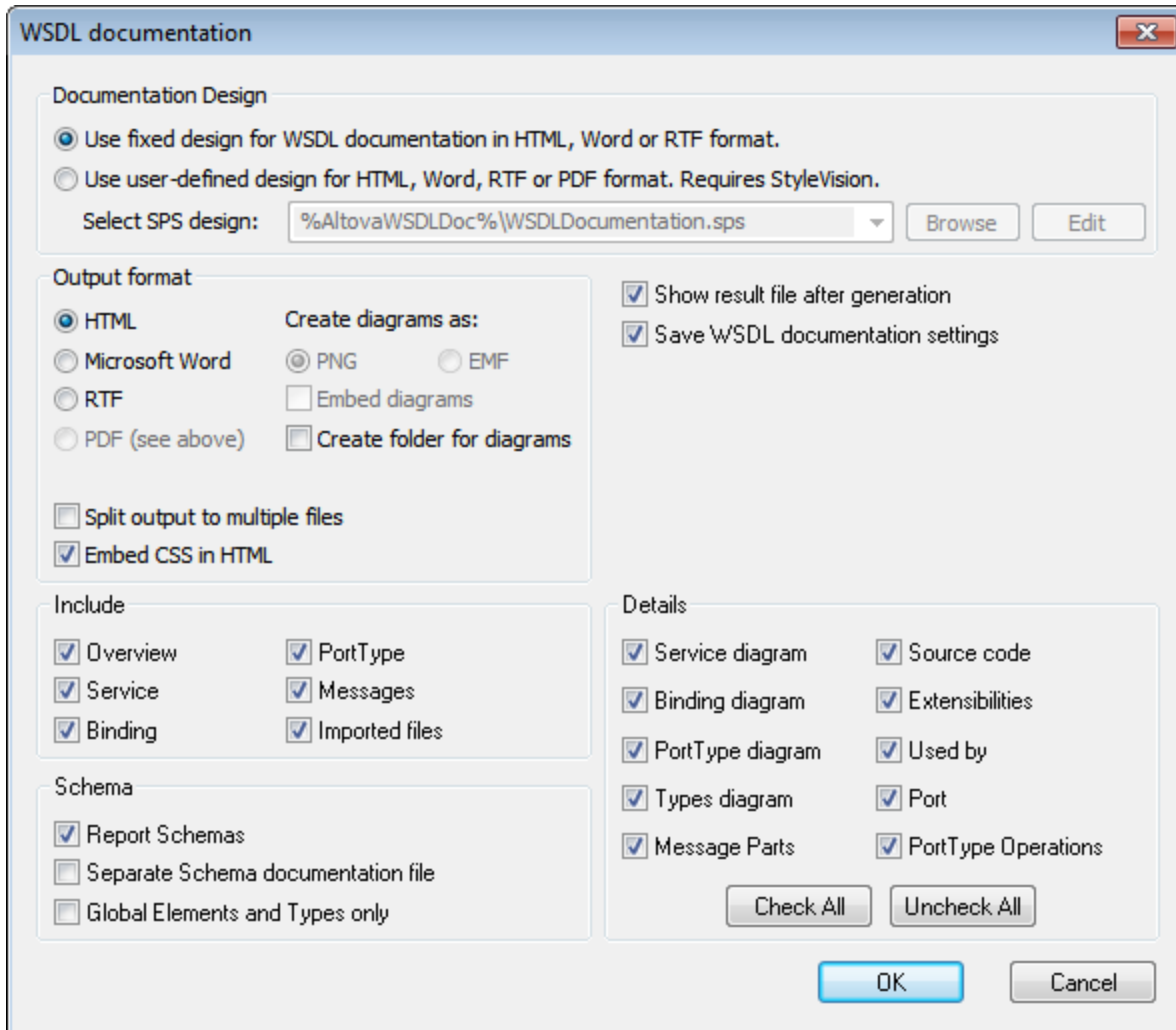 WSDL documentation
Documentation Design
Use fixed design for WSDL documentation in HTML, Word or RTF format.
Use user-defined design for HTML, Word, RTF or PDF format. Requires StyleVision.
Select SPS design: %AltovaWSDLDoc%\WSDLDocumentation.sps Browse Edit
Output format
HTML Create diagrams as:
Microsoft Word PNG EMF
RTF Embed diagrams
PDF (see above) Create folder for diagrams
Split output to multiple files
Embed CSS in HTML
Show result file after generation
Save WSDL documentation settings
Include
Overview PortType
Service Messages
Binding Imported files
Schema
Report Schemas
Separate Schema documentation file
Global Elements and Types only
Details
Service diagram Source code
Binding diagram Extensibilities
PortType diagram Used by
Types diagram Port
Message Parts PortType Operations
Check All Uncheck All
OK Cancel